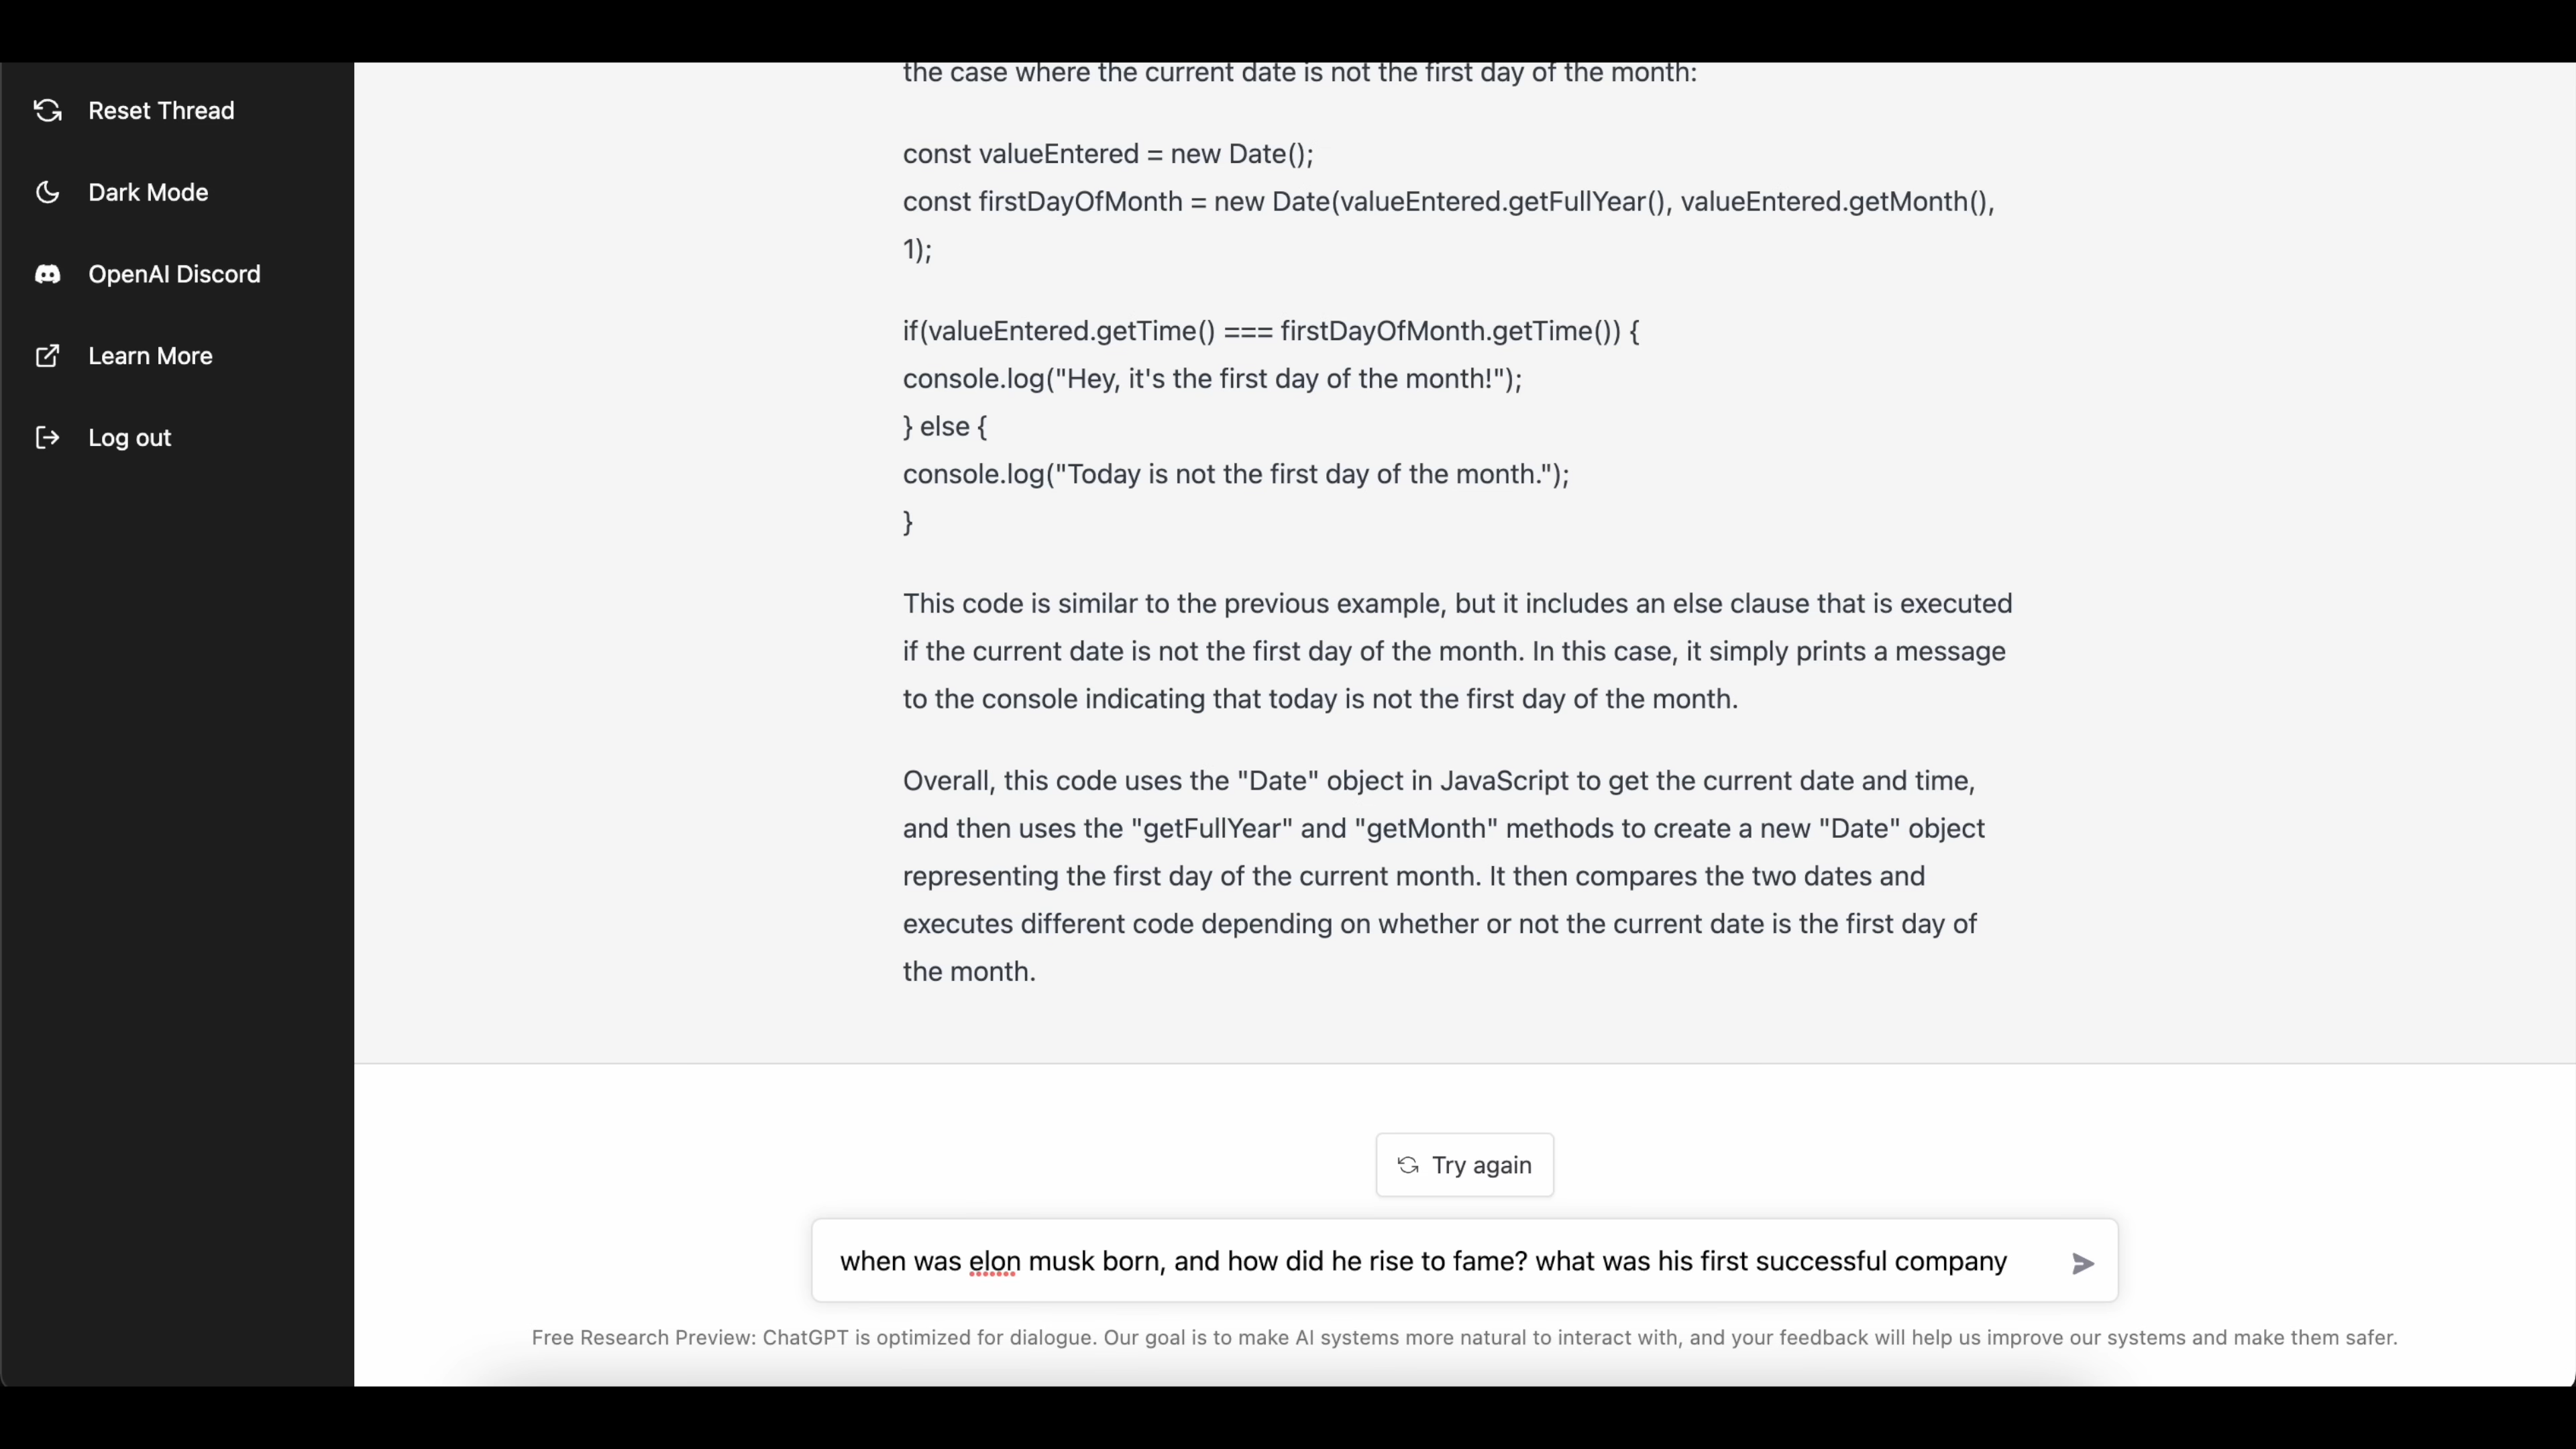 Reset Thread
Dark Mode
OpenAI Discord
Learn More
Log out
the case where the current date is not the first day of the month:
const valueEntered = new Date();
const firstDayOfMonth = new Date(valueEntered.getFullYear(), valueEntered.getMonth(),
1);
if(valueEntered.getTime() === firstDayOfMonth.getTime()) {
console.log("Hey, it's the first day of the month!");
} else {
console.log("Today is not the first day of the month.");
}
This code is similar to the previous example, but it includes an else clause that is executed
if the current date is not the first day of the month. In this case, it simply prints a message
to the console indicating that today is not the first day of the month.
Overall, this code uses the "Date" object in JavaScript to get the current date and time,
and then uses the "getFullYear" and "getMonth" methods to create a new "Date" object
representing the first day of the current month. It then compares the two dates and
executes different code depending on whether or not the current date is the first day of
the month.
Try again
when was elon musk born, and how did he rise to fame? what was his first successful company
Free Research Preview: ChatGPT is optimized for dialogue. Our goal is to make AI systems more natural to interact with, and your feedback will help us improve our systems and make them safer.